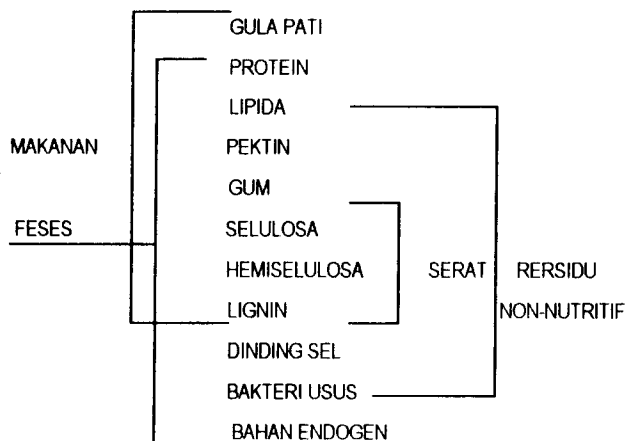 GULA PATI
PROTEIN
LIPIDA
MAKANAN
PEKTIN
GUM
FESES
SELULOSA
HEMISELULOSA
SERAT
RERSIDU
LIGNIN
NON-NUTRITIF
DINDING SEL
BAKTERI USUS
BAHAN ENDOGEN